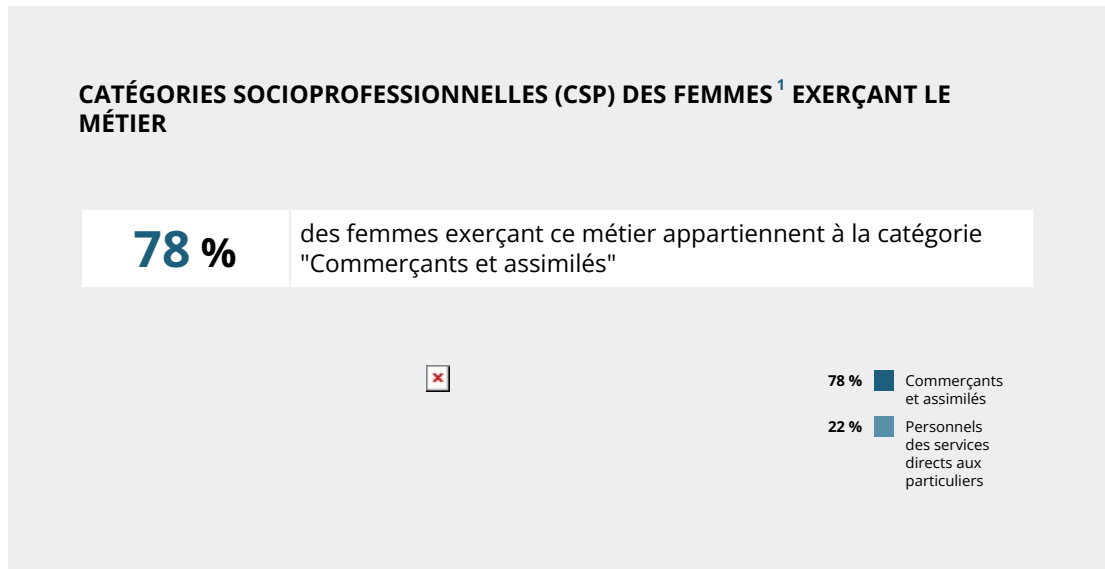 CATÉGORIES SOCIOPROFESSIONNELLES (CSP) DES FEMMES 1 EXERÇANT LE
MÉTIER
78 %
des femmes exerçant ce métier appartiennent à la catégorie
"Commerçants et assimilés"
78 %
Commerçants
et assimilés
22 %
Personnels
des services
directs aux
particuliers